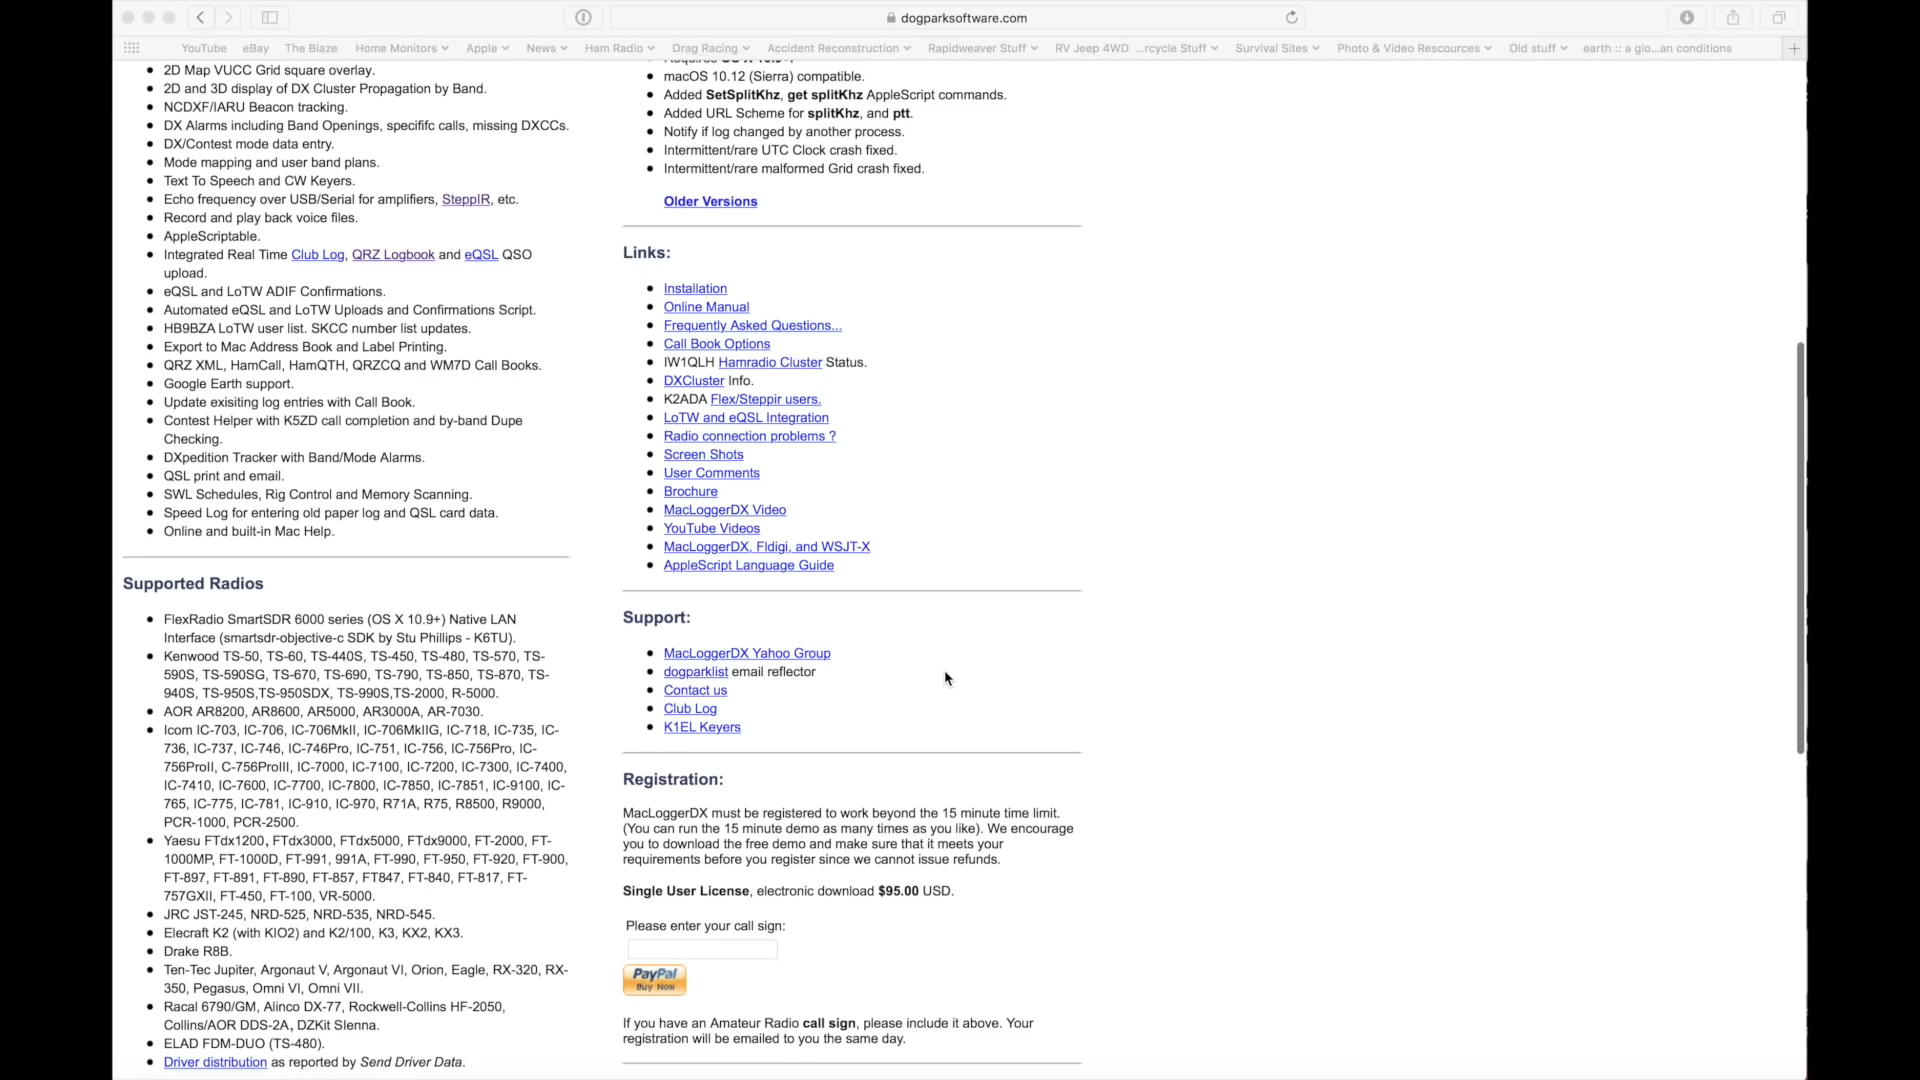 dogparksoftware.com
YouTube eBay The Blaze Home Monitors Apple News Ham Radio Drag Racing Accident Reconstruction Rapidweaver Stuff RV Jeep 4WD ...rcycle Stuff Survival Sites Photo & Video Rescources Old stuff earth :: a glo...an conditions
2D Map VUCC Grid square overlay.
2D and 3D display of DX Cluster Propagation by Band.
NCDXF/IARU Beacon tracking.
DX Alarms including Band Openings, specififc calls, missing DXCCs.
DX/Contest mode data entry.
Mode mapping and user band plans.
Text To Speech and CW Keyers.
Echo frequency over USB/Serial for amplifiers, SteppIR, etc.
Record and play back voice files.
AppleScriptable.
Integrated Real Time Club Log, QRZ Logbook and eQSL QSO
upload.
eQSL and LoTW ADIF Confirmations.
Automated eQSL and LoTW Uploads and Confirmations Script.
HB9BZA LoTW user list. SKCC number list updates.
Export to Mac Address Book and Label Printing.
QRZ XML, HamCall, HamQTH, QRZCQ and WM7D Call Books.
Google Earth support.
Update exisiting log entries with Call Book.
Contest Helper with K5ZD call completion and by-band Dupe
Checking.
DXpedition Tracker with Band/Mode Alarms.
QSL print and email.
SWL Schedules, Rig Control and Memory Scanning.
Speed Log for entering old paper log and QSL card data.
Online and built-in Mac Help.
Supported Radios
FlexRadio SmartSDR 6000 series (OS X 10.9+) Native LAN
Interface (smartsdr-objective-c SDK by Stu Phillips - K6TU).
Kenwood TS-50, TS-60, TS-440S, TS-450, TS-480, TS-570, TS-
590S, TS-590SG, TS-670, TS-690, TS-790, TS-850, TS-870, TS-
940S, TS-950S,TS-950SDX, TS-990S,TS-2000, R-5000.
AOR AR8200, AR8600, AR5000, AR3000A, AR-7030.
Icom IC-703, IC-706, IC-706MkII, IC-706MkIIG, IC-718, IC-735, IC-
736, IC-737, IC-746, IC-746Pro, IC-751, IC-756, IC-756Pro, IC-
756ProII, C-756ProIII, IC-7000, IC-7100, IC-7200, IC-7300, IC-7400,
IC-7410, IC-7600, IC-7700, IC-7800, IC-7850, IC-7851, IC-9100, IC-
765, IC-775, IC-781, IC-910, IC-970, R71A, R75, R8500, R9000,
PCR-1000, PCR-2500.
Yaesu FTdx1200, FTdx3000, FTdx5000, FTdx9000, FT-2000, FT-
1000MP, FT-1000D, FT-991, 991A, FT-990, FT-950, FT-920, FT-900,
FT-897, FT-891, FT-890, FT-857, FT847, FT-840, FT-817, FT-
757GXII, FT-450, FT-100, VR-5000.
JRC JST-245, NRD-525, NRD-535, NRD-545.
Elecraft K2 (with KIO2) and K2/100, K3, KX2, KX3.
Drake R8B.
Ten-Tec Jupiter, Argonaut V, Argonaut VI, Orion, Eagle, RX-320, RX-
350, Pegasus, Omni VI, Omni VII.
Racal 6790/GM, Alinco DX-77, Rockwell-Collins HF-2050,
Collins/AOR DDS-2A, DZKit SIenna.
ELAD FDM-DUO (TS-480).
Driver distribution as reported by Send Driver Data.
Requires OS X 10.9+.
macOS 10.12 (Sierra) compatible.
Added SetSplitKhz, get splitKhz AppleScript commands.
Added URL Scheme for splitKhz, and ptt.
Notify if log changed by another process.
Intermittent/rare UTC Clock crash fixed.
Intermittent/rare malformed Grid crash fixed.
Older Versions
Links:
Installation
Online Manual
Frequently Asked Questions...
Call Book Options
IW1QLH Hamradio Cluster Status.
DXCluster Info.
K2ADA Flex/Steppir users.
LoTW and eQSL Integration
Radio connection problems ?
Screen Shots
User Comments
Brochure
MacLoggerDX Video
YouTube Videos
MacLoggerDX, Fldigi, and WSJT-X
AppleScript Language Guide
Support:
MacLoggerDX Yahoo Group
dogparklist email reflector
Contact us
Club Log
K1EL Keyers
Registration:
MacLoggerDX must be registered to work beyond the 15 minute time limit.
(You can run the 15 minute demo as many times as you like). We encourage
you to download the free demo and make sure that it meets your
requirements before you register since we cannot issue refunds.
Single User License, electronic download $95.00 USD.
Please enter your call sign:
PayPal
Buy Now
If you have an Amateur Radio call sign, please include it above. Your
registration will be emailed to you the same day.